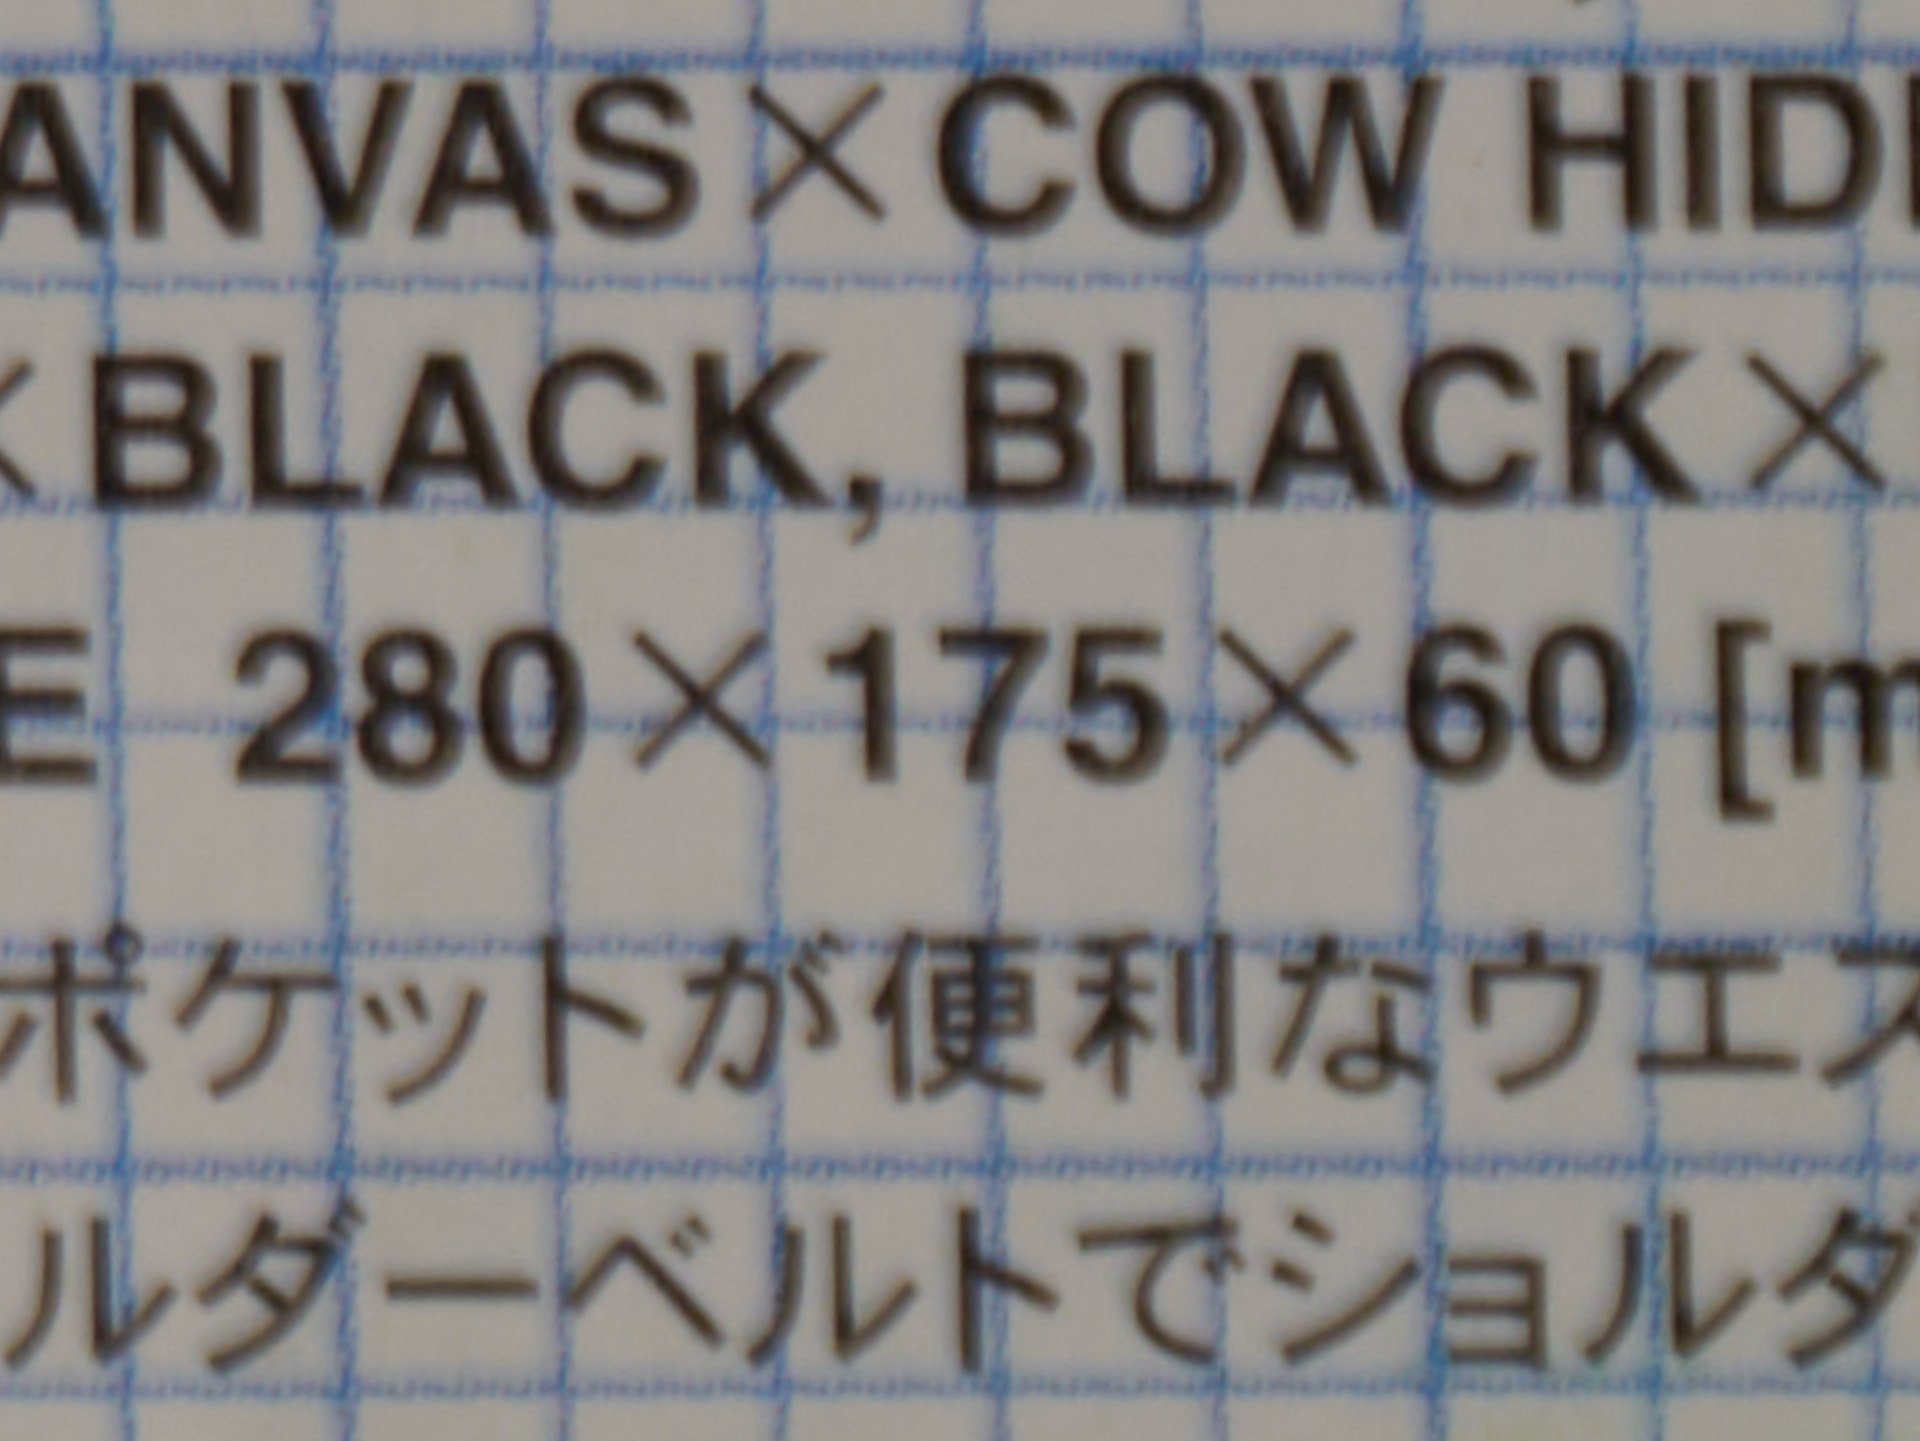 ANVAS×COW HID
×BLACK, BLACK×
E 280×175×60 [m
ポケットが便利なウエス
ルダーベルトでショルダ